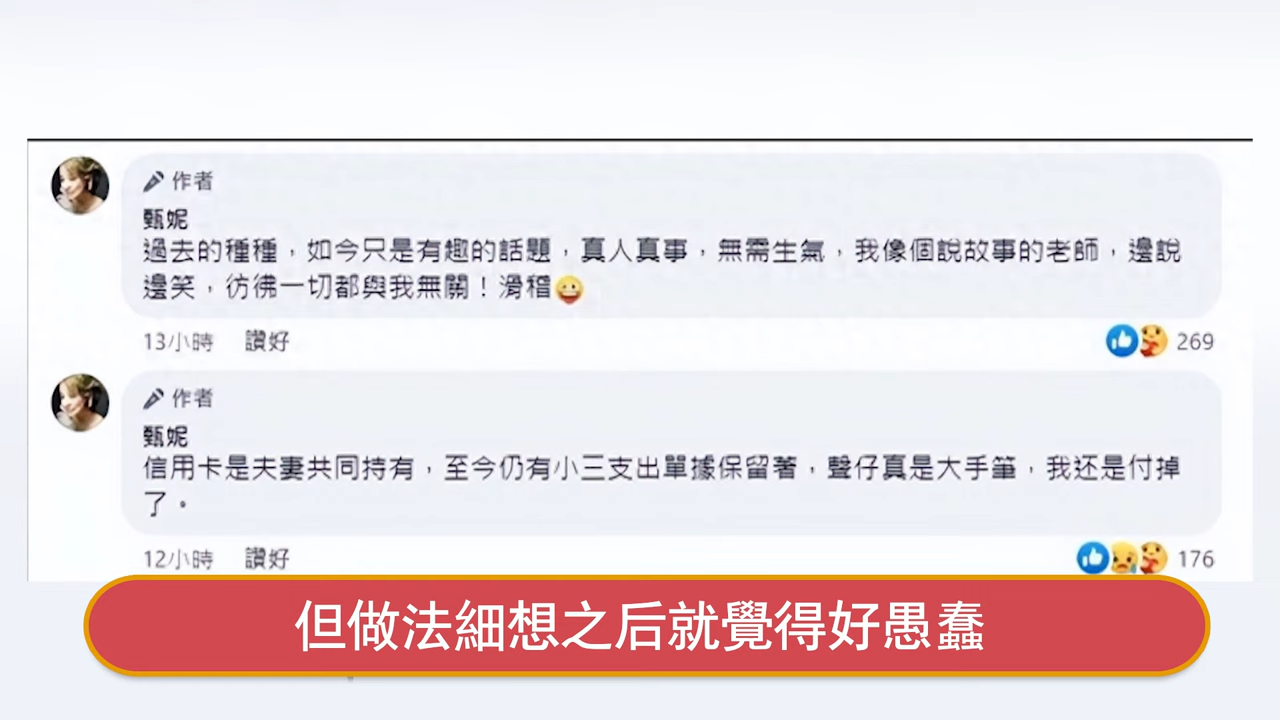 作者
甄妮
過去的種種，如今只是有趣的話題，真人真事，無需生氣，我像個說故事的老師，邊說
邊笑，彷彿一切都與我無關！滑稽😀
13小時 讚好 269
作者
甄妮
信用卡是夫妻共同持有，至今仍有小三支出單據保留著，聲仔真是大手筆，我还是付掉
了。
12小時 讚好 176
但做法細想之后就覺得好愚蠢